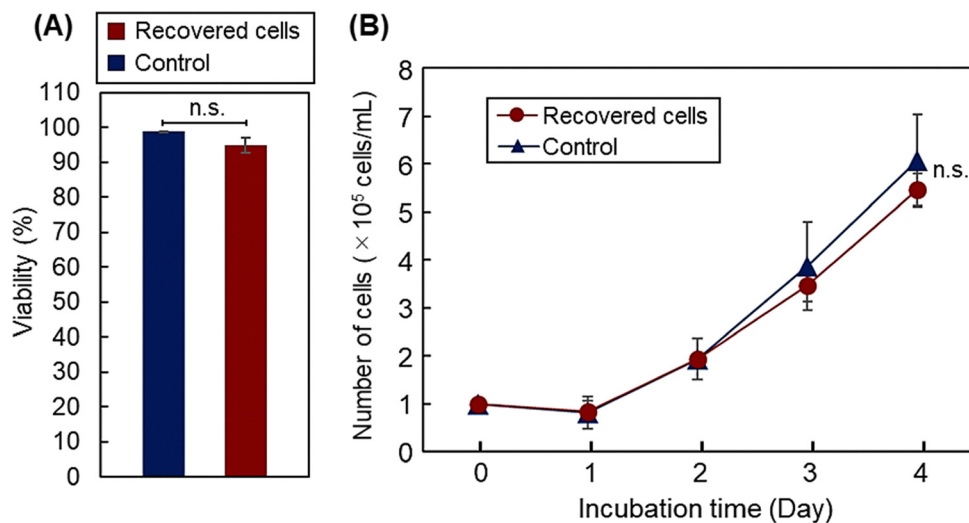 (A)
Recovered cells
Control
n.s.
Viability (%)
110
100
90
80
70
60
50
40
30
20
10
0
(B)
Recovered cells
Control
n.s.
Number of cells (×10⁵ cells/mL)
8
7
6
5
4
3
2
1
0
0 1 2 3 4
Incubation time (Day)